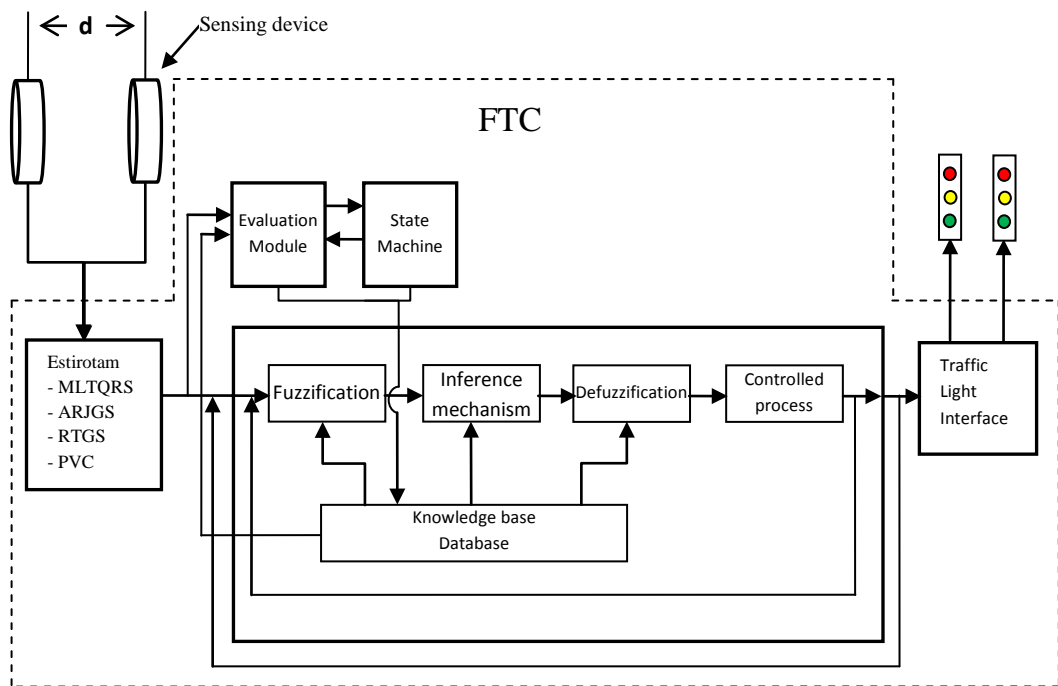 d
Sensing device
FTC
Evaluation
Module
State
Machine
Estirotam
- MLTQRS
- ARJGS
- RTGS
- PVC
Fuzzification
Inference
mechanism
Defuzzification
Controlled
process
Traffic
Light
Interface
Knowledge base
Database